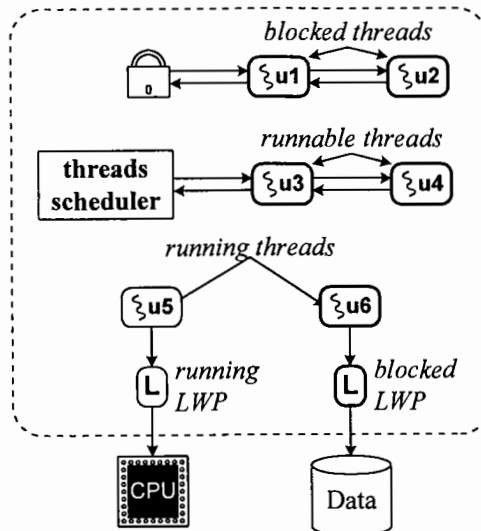 blocked threads
0
u1
u2
runnable threads
threads
scheduler
u3
u4
running threads
u5
u6
L
running
LWP
L
blocked
LWP
CPU
Data